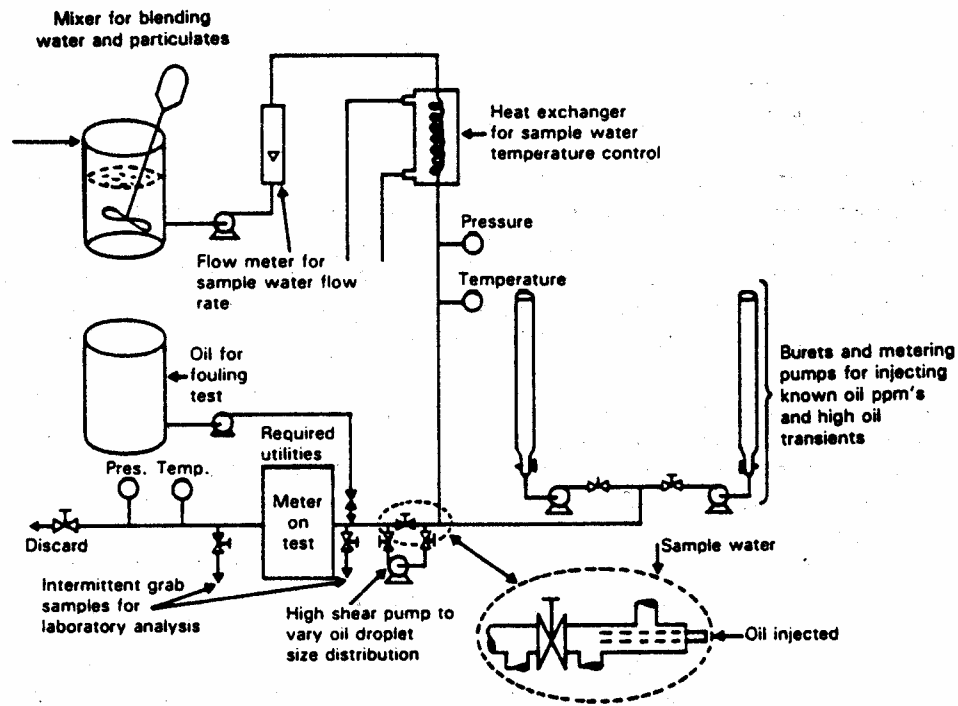 Mixer for blending
water and particulates
Heat exchanger
for sample water
temperature control
Pressure
Flow meter for
sample water flow
rate
Temperature
Oil for
fouling
test
Burets and metering
pumps for injecting
known oil ppm's
and high oil
transients
Required
utilities
Pres. Temp.
Meter
on
test
Discard
Sample water
Intermittent grab
samples for
laboratory analysis
High shear pump to
vary oil droplet
size distribution
Oil injected